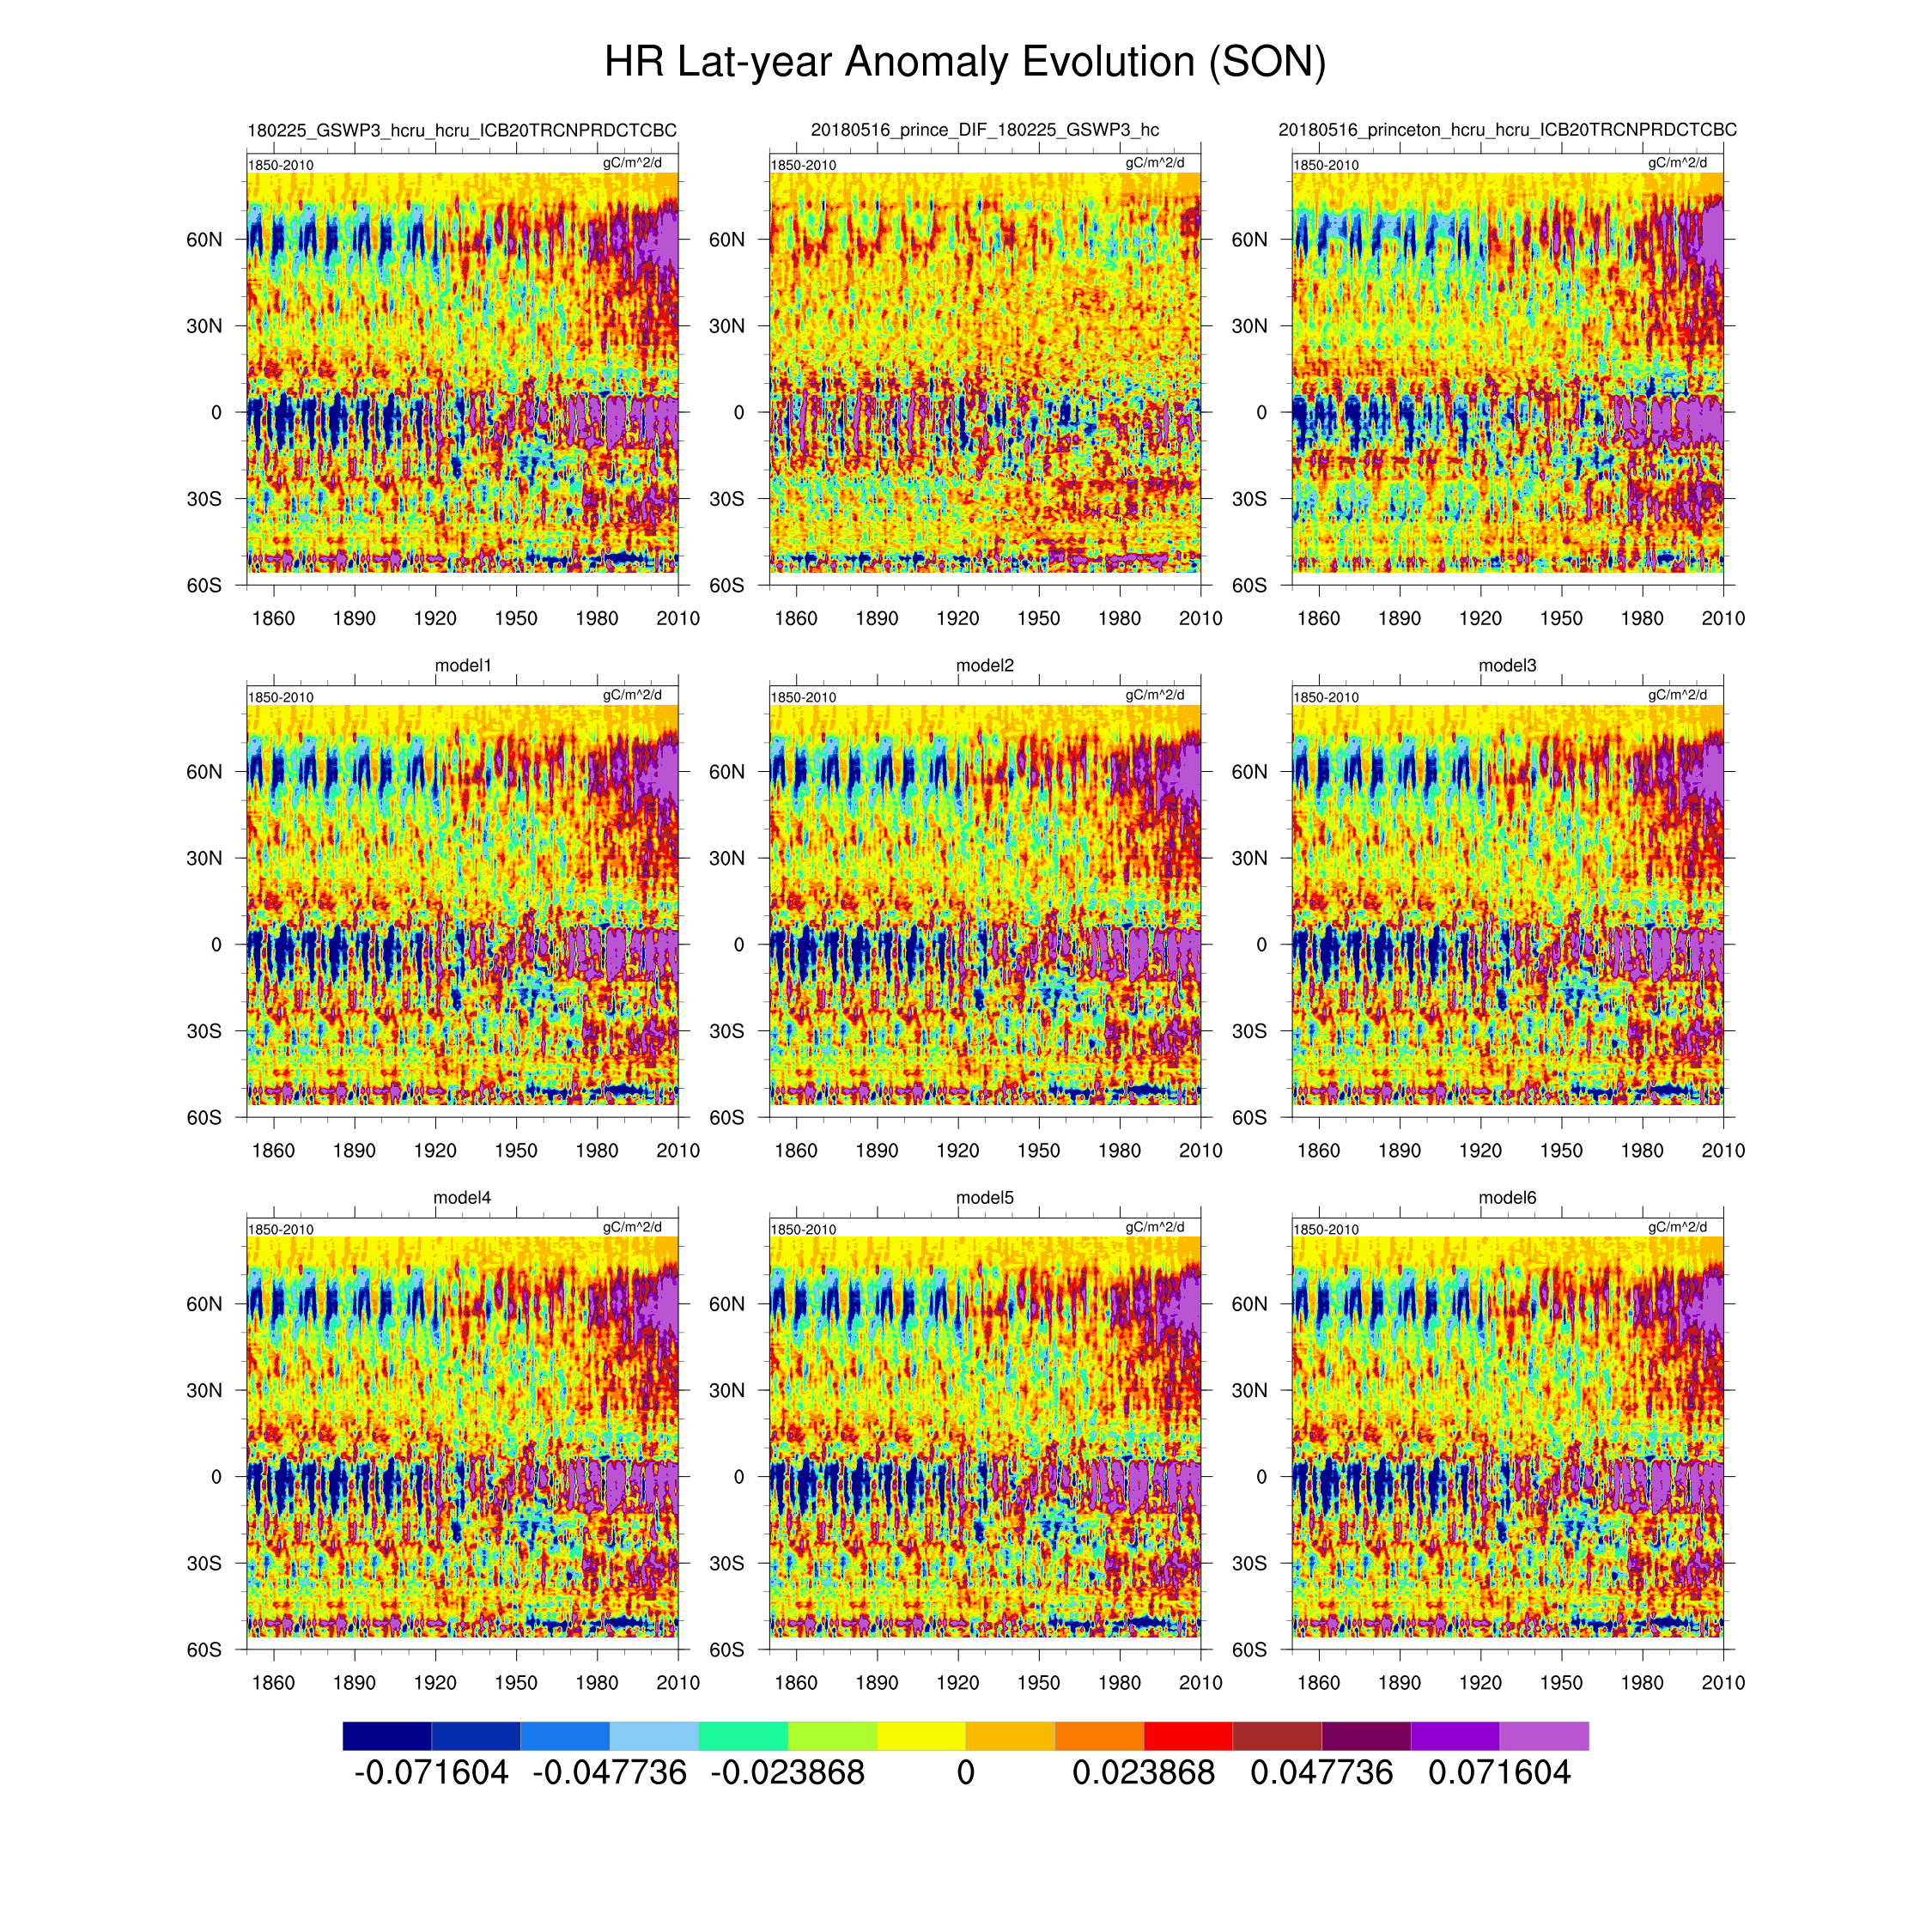 HR Lat-year Anomaly Evolution (SON)
180225_GSWP3_hcru_hcru_ICB20TRCNPRDCTCBC
20180516_prince_DIF_180225_GSWP3_hc
20180516_princeton_hcru_hcru_ICB20TRCNPRDCTCBC
1850-2010 gC/m^2/d
1850-2010 gC/m^2/d
1850-2010 gC/m^2/d
60N 60N 60N
30N 30N 30N
0 0 0
30S 30S 30S
60S 60S 60S
1860 1890 1920 1950 1980 2010
1860 1890 1920 1950 1980 2010
1860 1890 1920 1950 1980 2010
model1
model2
model3
1850-2010 gC/m^2/d
1850-2010 gC/m^2/d
1850-2010 gC/m^2/d
60N 60N 60N
30N 30N 30N
0 0 0
30S 30S 30S
60S 60S 60S
1860 1890 1920 1950 1980 2010
1860 1890 1920 1950 1980 2010
1860 1890 1920 1950 1980 2010
model4
model5
model6
1850-2010 gC/m^2/d
1850-2010 gC/m^2/d
1850-2010 gC/m^2/d
60N 60N 60N
30N 30N 30N
0 0 0
30S 30S 30S
60S 60S 60S
1860 1890 1920 1950 1980 2010
1860 1890 1920 1950 1980 2010
1860 1890 1920 1950 1980 2010
-0.071604 -0.047736 -0.023868 0 0.023868 0.047736 0.071604